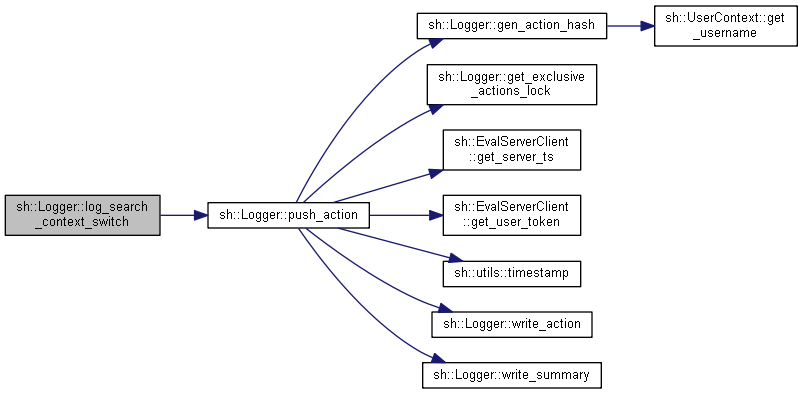 sh::Logger::log_search
_context_switch
sh::Logger::push_action
sh::Logger::gen_action_hash
sh::UserContext::get
_username
sh::Logger::get_exclusive
_actions_lock
sh::EvalServerClient
::get_server_ts
sh::EvalServerClient
::get_user_token
sh::utils::timestamp
sh::Logger::write_action
sh::Logger::write_summary